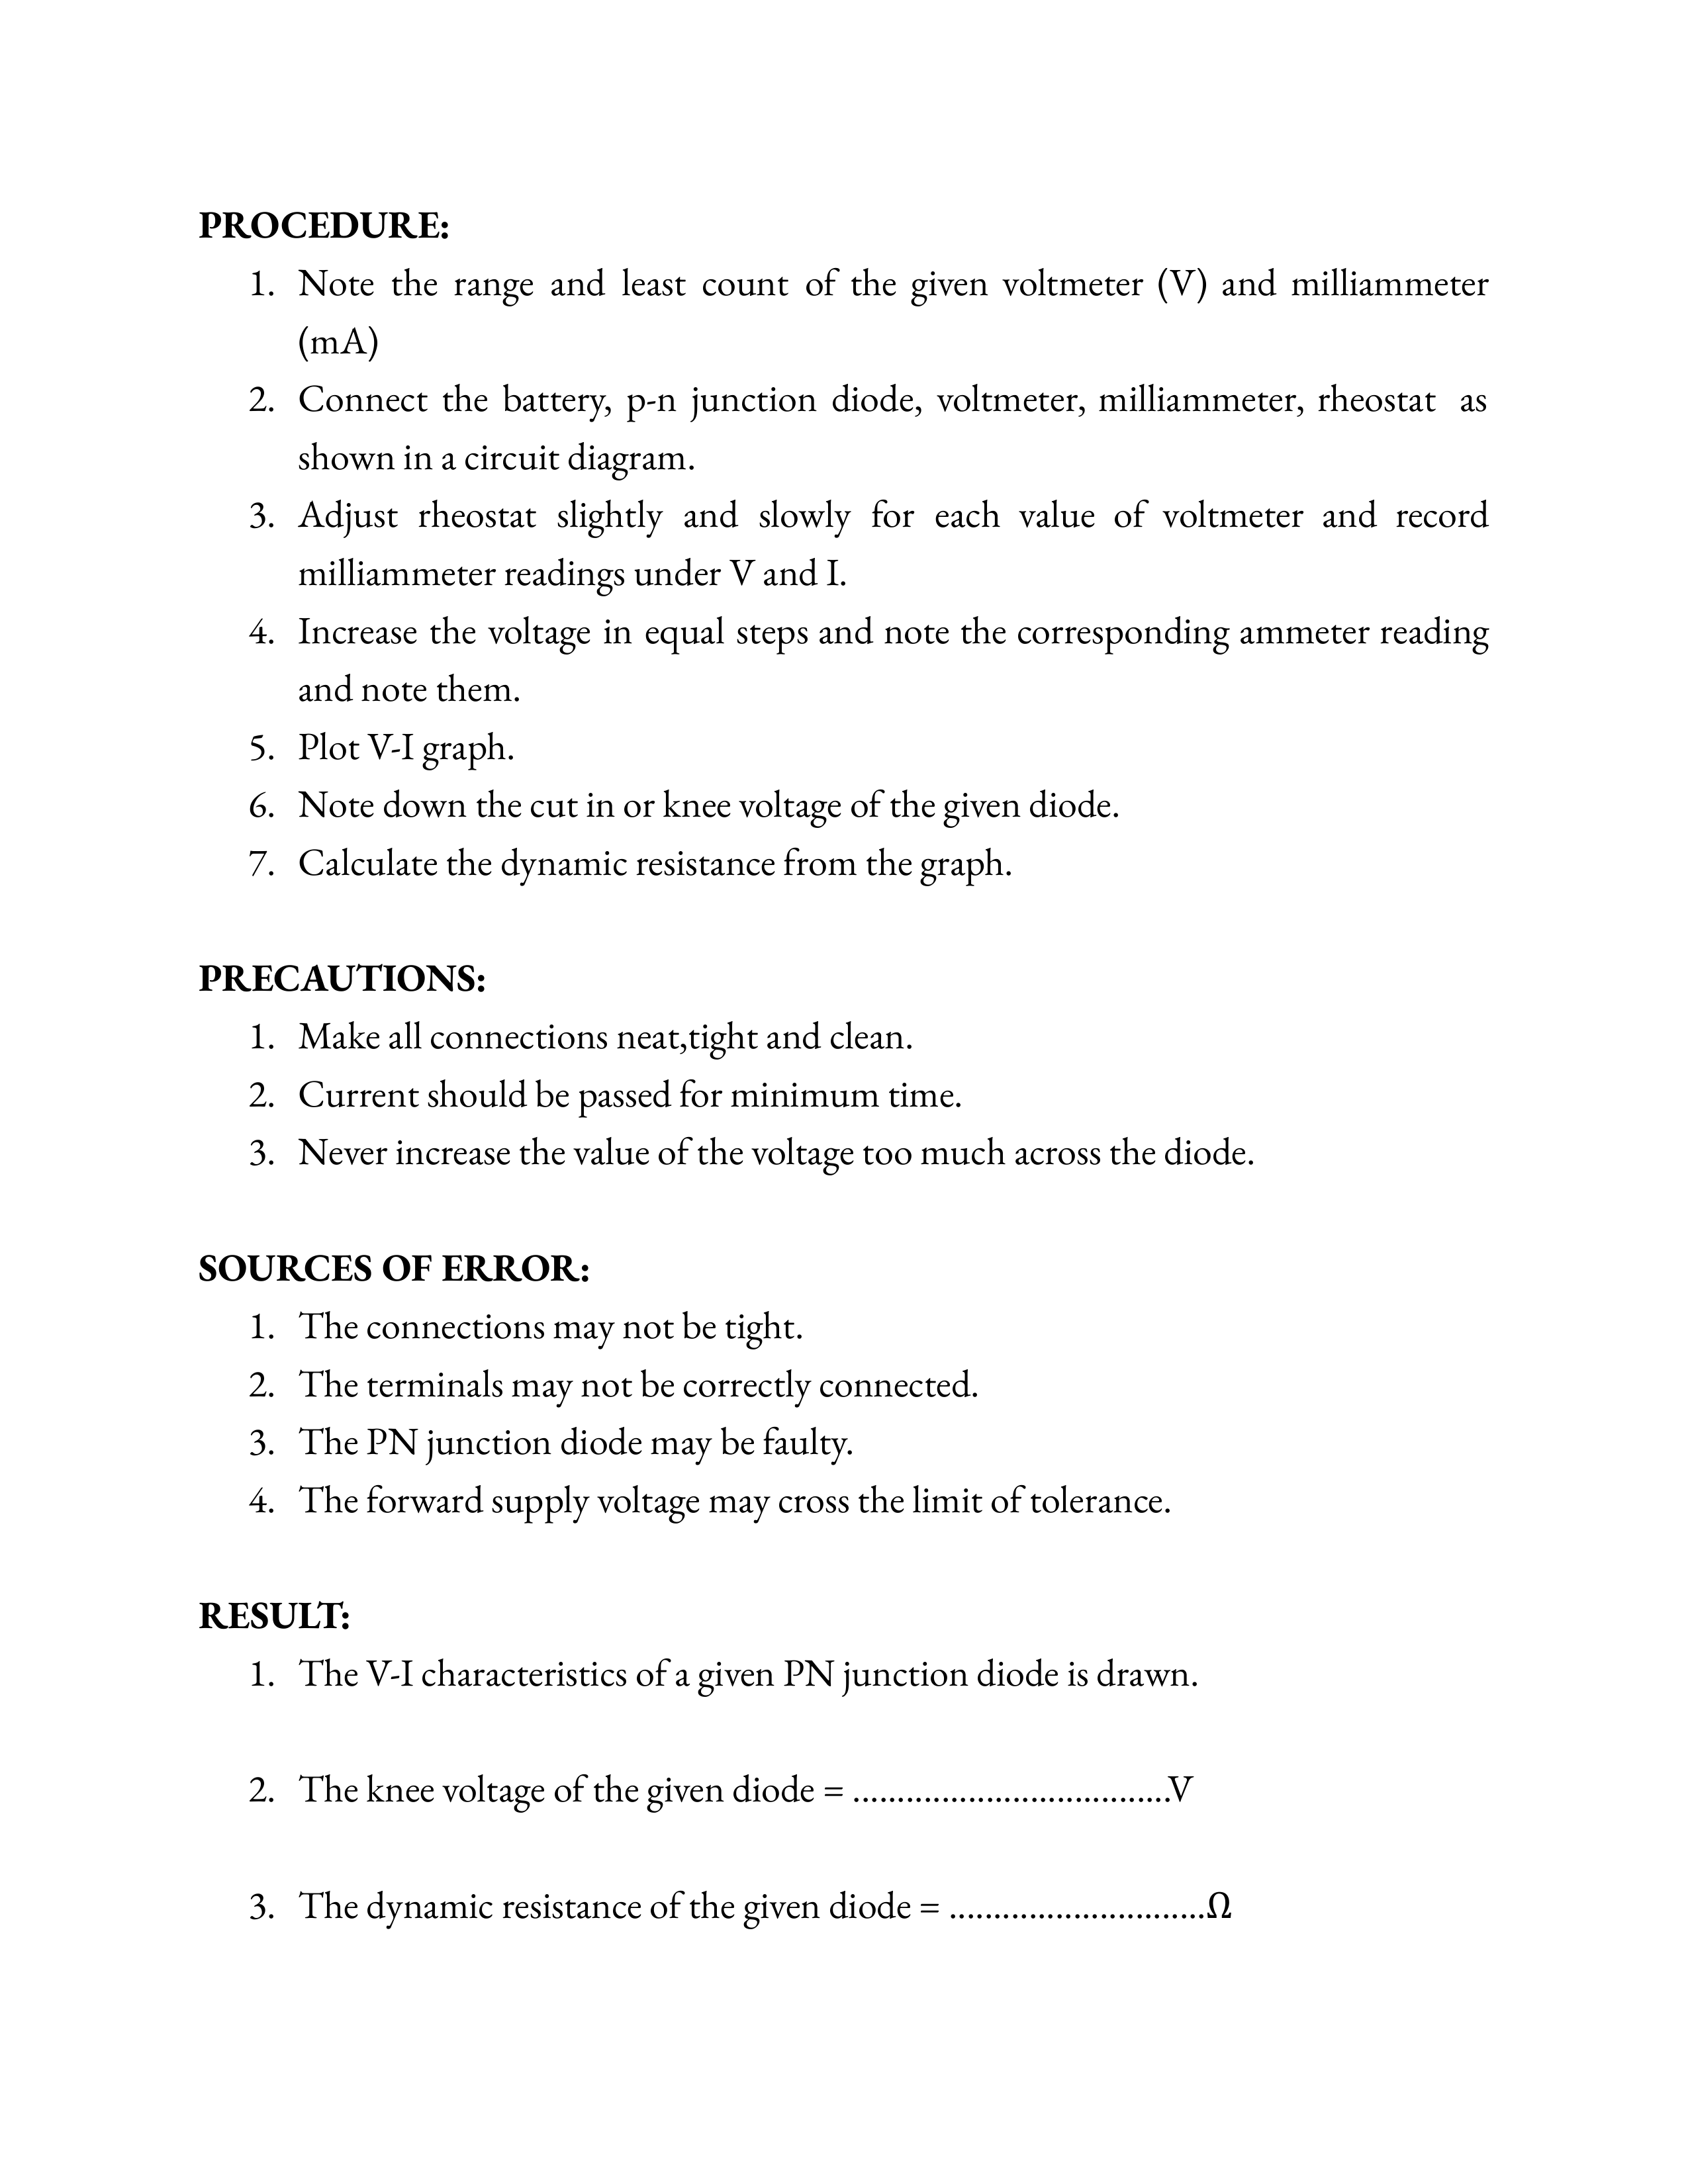 PROCEDURE:
1. Note the range and least count of the given voltmeter (V) and milliammeter
(mA)
2. Connect the battery, p-n junction diode, voltmeter, milliammeter, rheostat  as
shown in a circuit diagram.
3. Adjust rheostat slightly and slowly for each value of voltmeter and record
milliammeter readings under V and I.
4. Increase the voltage in equal steps and note the corresponding ammeter reading
and note them.
5. Plot V-I graph.
6. Note down the cut in or knee voltage of the given diode.
7. Calculate the dynamic resistance from the graph.
PRECAUTIONS:
1. Make all connections neat,tight and clean.
2. Current should be passed for minimum time.
3. Never increase the value of the voltage too much across the diode.
SOURCES OF ERROR:
1. The connections may not be tight.
2. The terminals may not be correctly connected.
3. The PN junction diode may be faulty.
4. The forward supply voltage may cross the limit of tolerance.
RESULT:
1. The V-I characteristics of a given PN junction diode is drawn.
2. The knee voltage of the given diode = ....................................V
3. The dynamic resistance of the given diode = .............................Ω